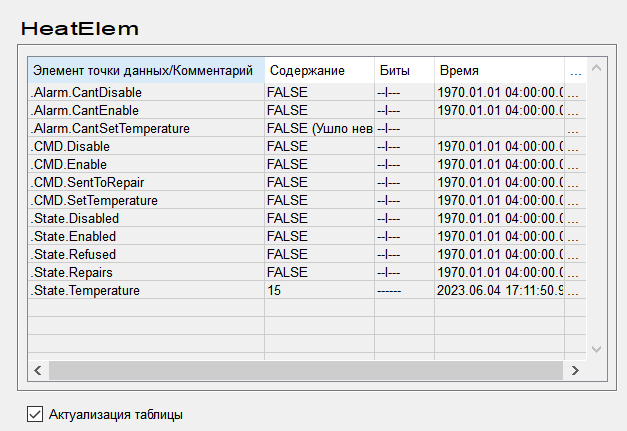 HeatElem
Элемент точки данных/Комментарий Содержание Биты Время ...
.Alarm.CantDisable FALSE --I--- 1970.01.01 04:00:00.0 ...
.Alarm.CantEnable FALSE --I--- 1970.01.01 04:00:00.0 ...
.Alarm.CantSetTemperature FALSE (Ушло нев --I--- ...
.CMD.Disable FALSE --I--- 1970.01.01 04:00:00.0 ...
.CMD.Enable FALSE --I--- 1970.01.01 04:00:00.0 ...
.CMD.SentToRepair FALSE --I--- 1970.01.01 04:00:00.0 ...
.CMD.SetTemperature FALSE --I--- 1970.01.01 04:00:00.0 ...
.State.Disabled FALSE --I--- 1970.01.01 04:00:00.0 ...
.State.Enabled FALSE --I--- 1970.01.01 04:00:00.0 ...
.State.Refused FALSE --I--- 1970.01.01 04:00:00.0 ...
.State.Repairs FALSE --I--- 1970.01.01 04:00:00.0 ...
.State.Temperature 15 ------ 2023.06.04 17:11:50.9 ...
Актуализация таблицы